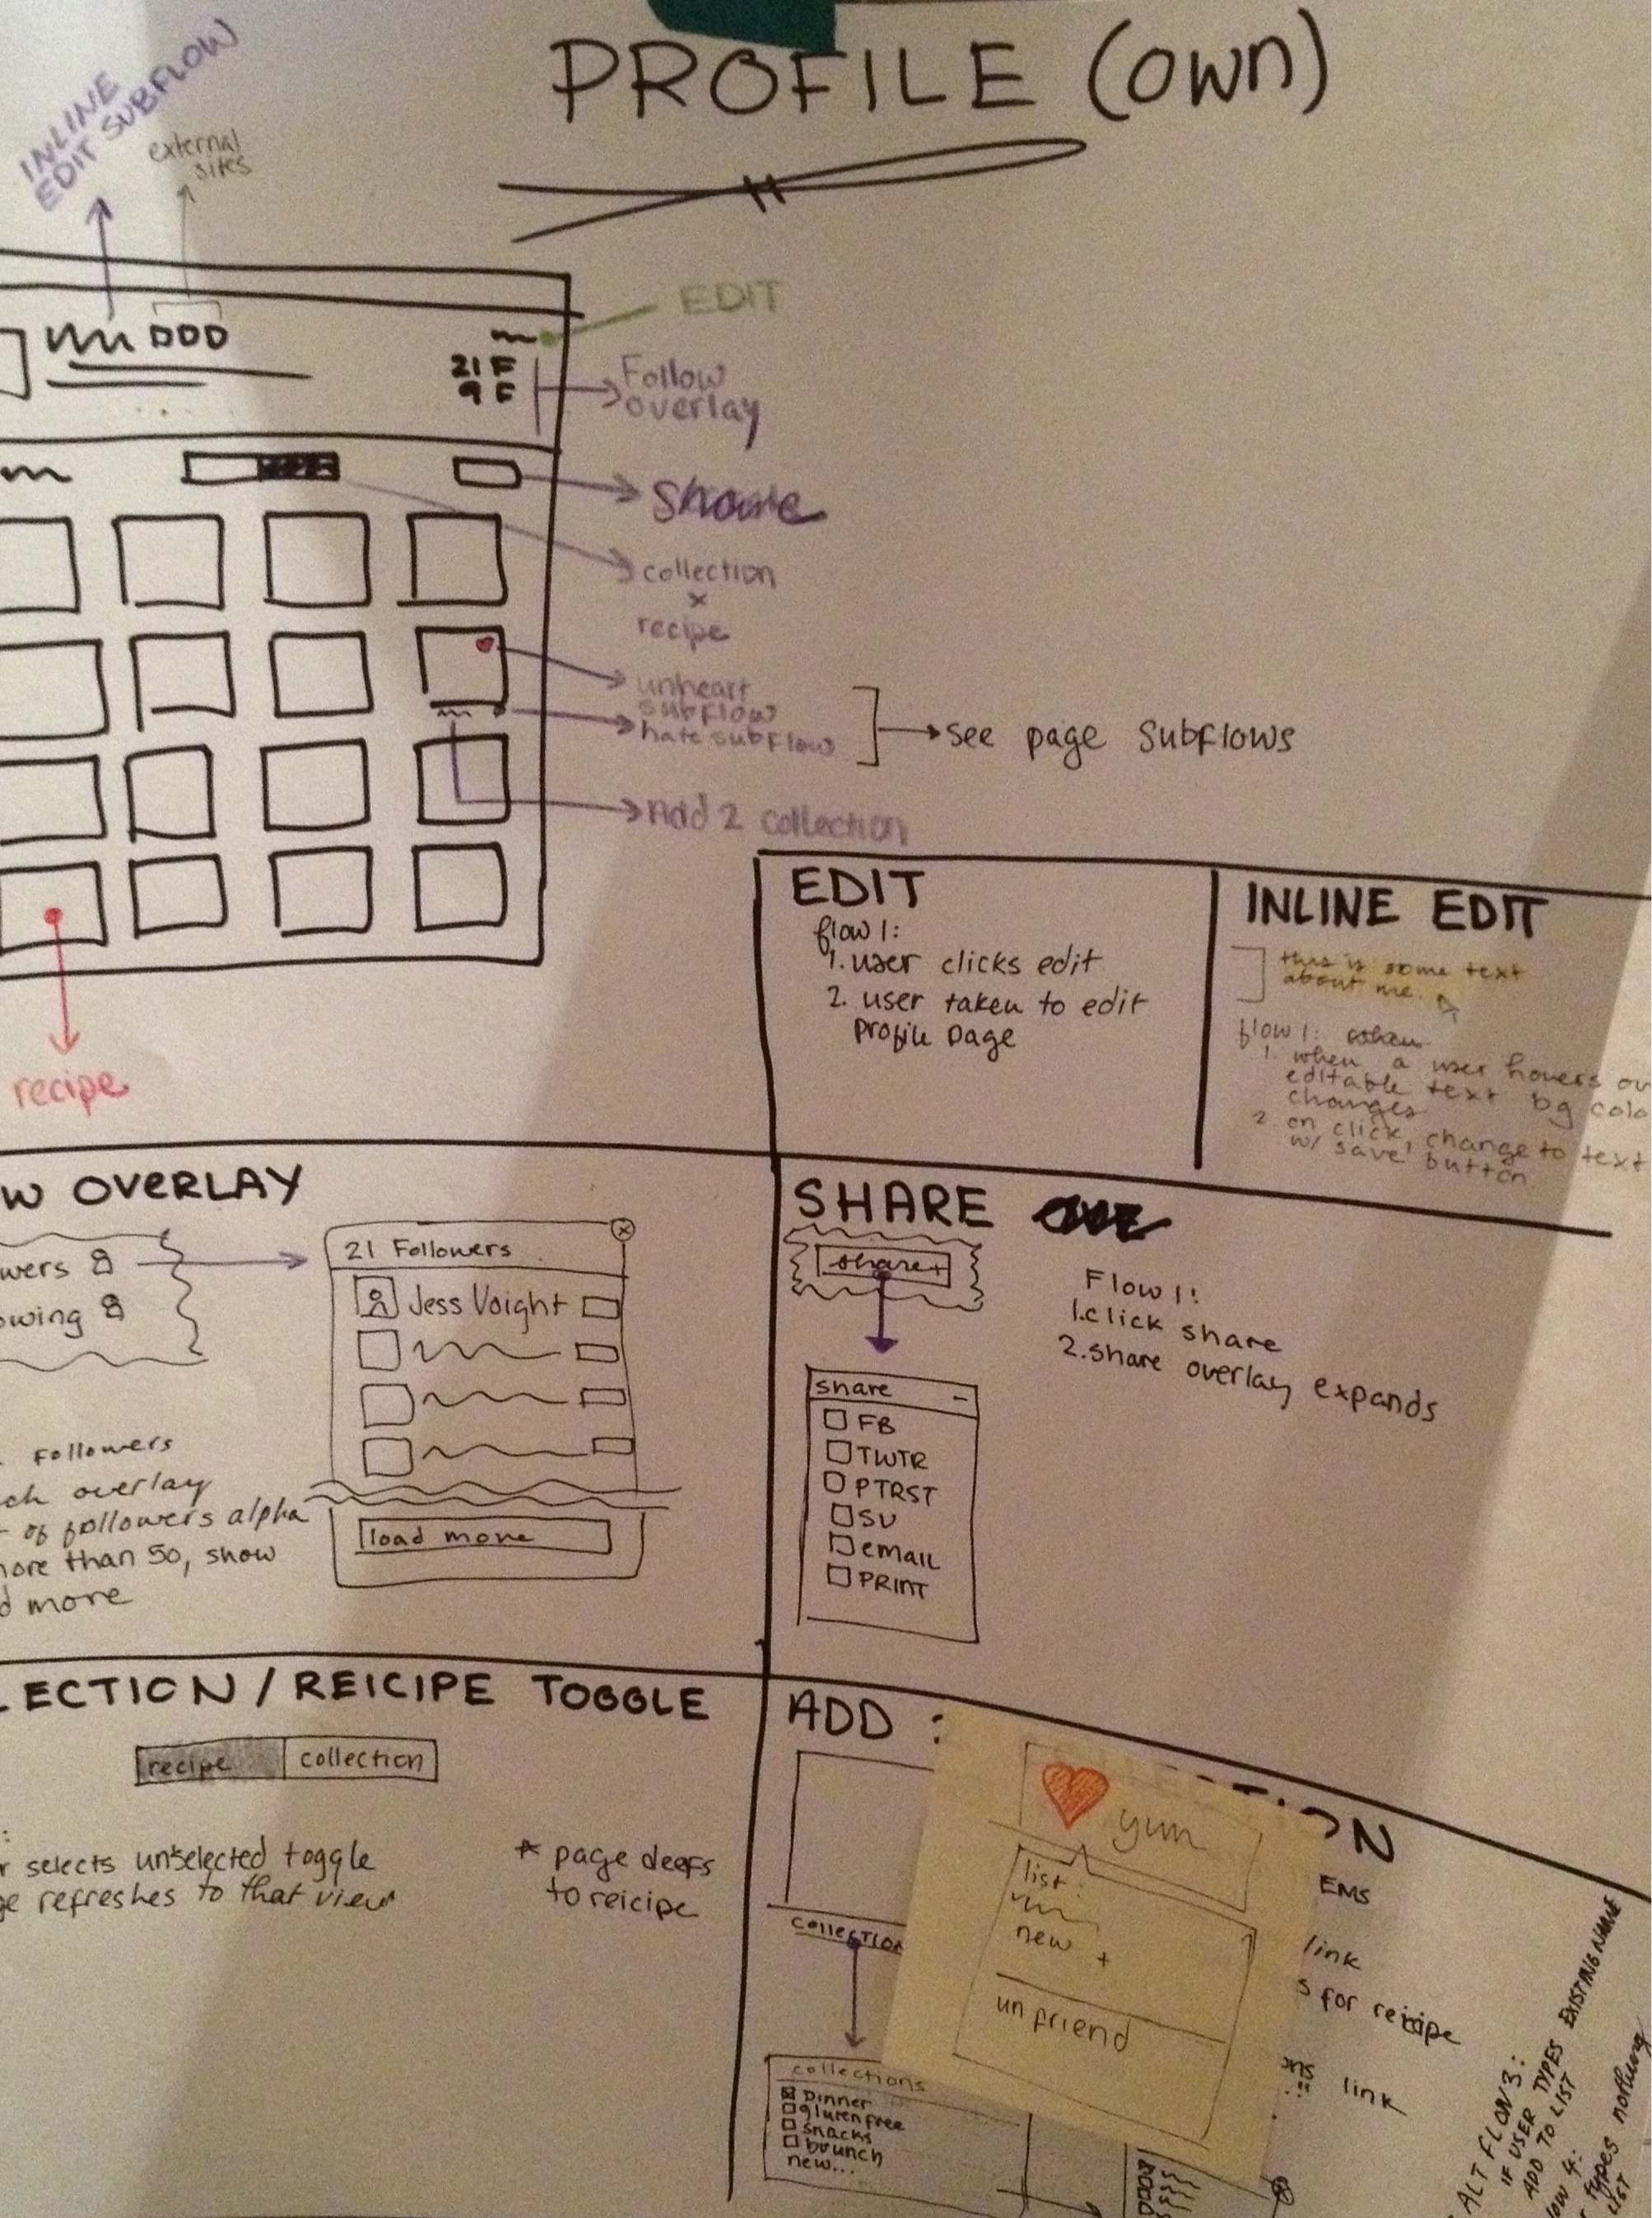 PROFILE (OWN)
INLINE
EDIT SUBFLOW
external
sites
EDIT
21 F
9 F
Follow
overlay
Share
collection
x
recipe
unheart
subflow
hate subflow
see page subflows
Add 2 collection
recipe
EDIT
flow 1:
1. user clicks edit
2. user taken to edit
profile page
INLINE EDIT
this is some text
about me.
flow 1:
1. when a user hovers ov
editable text bg colo
changes
2. on click, change to text
w/ save button
W OVERLAY
wers
owing
21 Followers
Jess Voight
load more
Followers
ch overlay
of followers alpha
more than 50, show
d more
SHARE
share+
Flow 1:
1. click share
2. share overlay expands
share -
FB
TWTR
PTRST
SU
EMAIL
PRINT
LECTION / REICIPE TOGGLE
recipe collection
r selects unselected toggle
ge refreshes to that view
* page deefs
to reicipe
ADD
ION
yum
list:
new +
unfriend
collection
collections
Dinner
gluten free
snacks
brunch
new...
EMS
link
s for reicipe
ons link
ALT FLOW 3:
IF USER TYPES EXISTING NAME
ADD TO LIST
ow 4:
types nothing
LIST